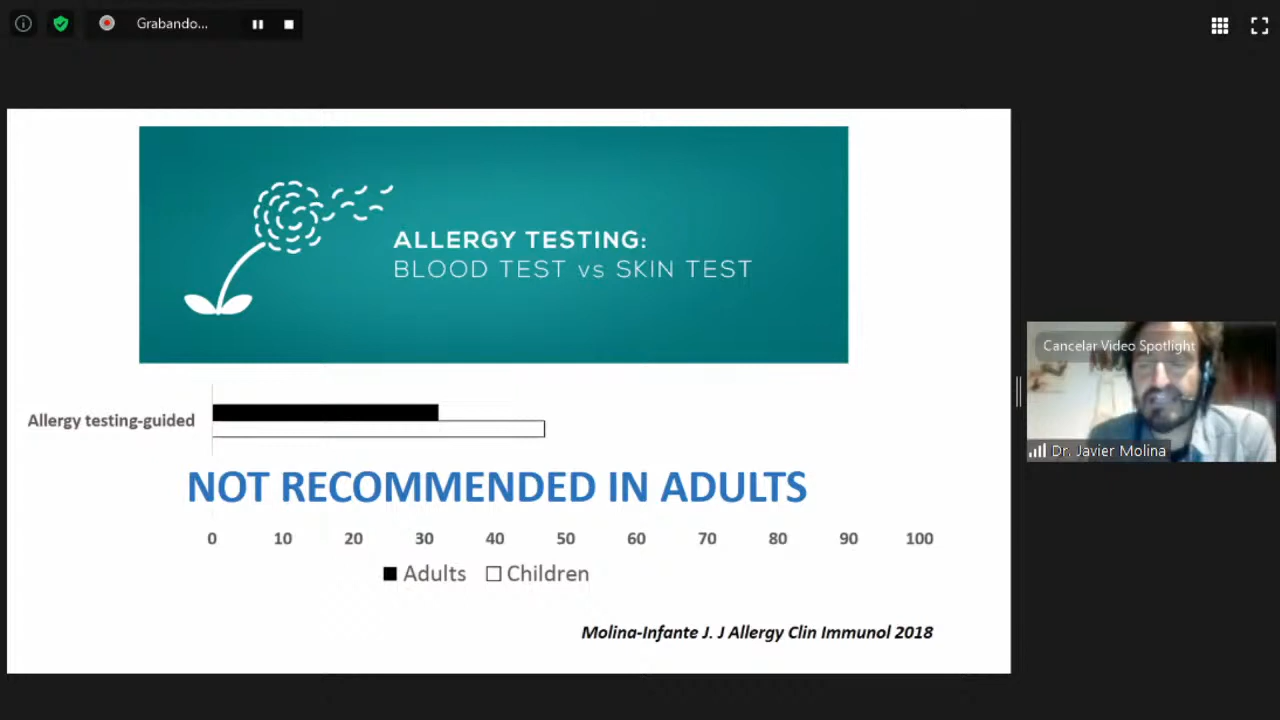 Grabando...
ALLERGY TESTING:
BLOOD TEST vs SKIN TEST
Allergy testing-guided
NOT RECOMMENDED IN ADULTS
0 10 20 30 40 50 60 70 80 90 100
Adults Children
Molina-Infante J. J Allergy Clin Immunol 2018
Cancelar Video Spotlight
Dr. Javier Molina